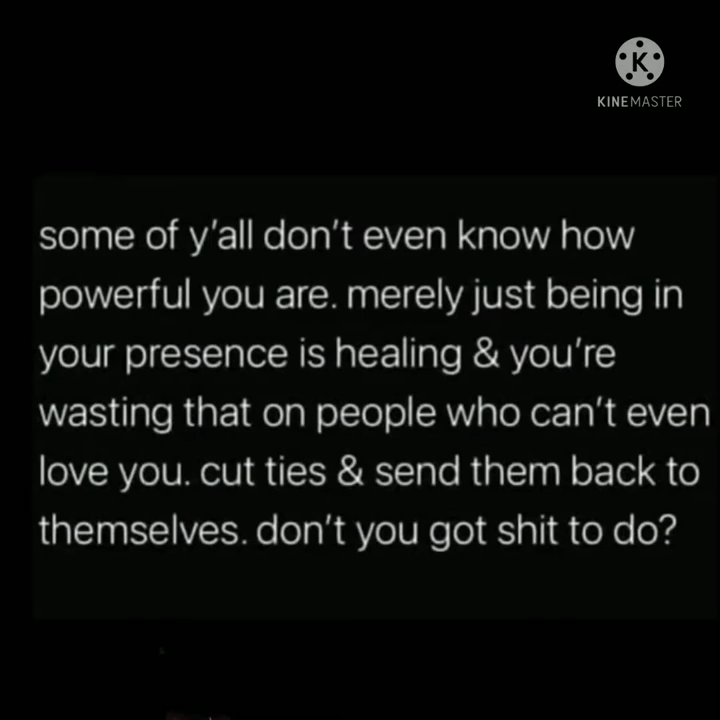 K
KINEMASTER
some of y'all don't even know how
powerful you are. merely just being in
your presence is healing & you're
wasting that on people who can't even
love you. cut ties & send them back to
themselves. don't you got shit to do?